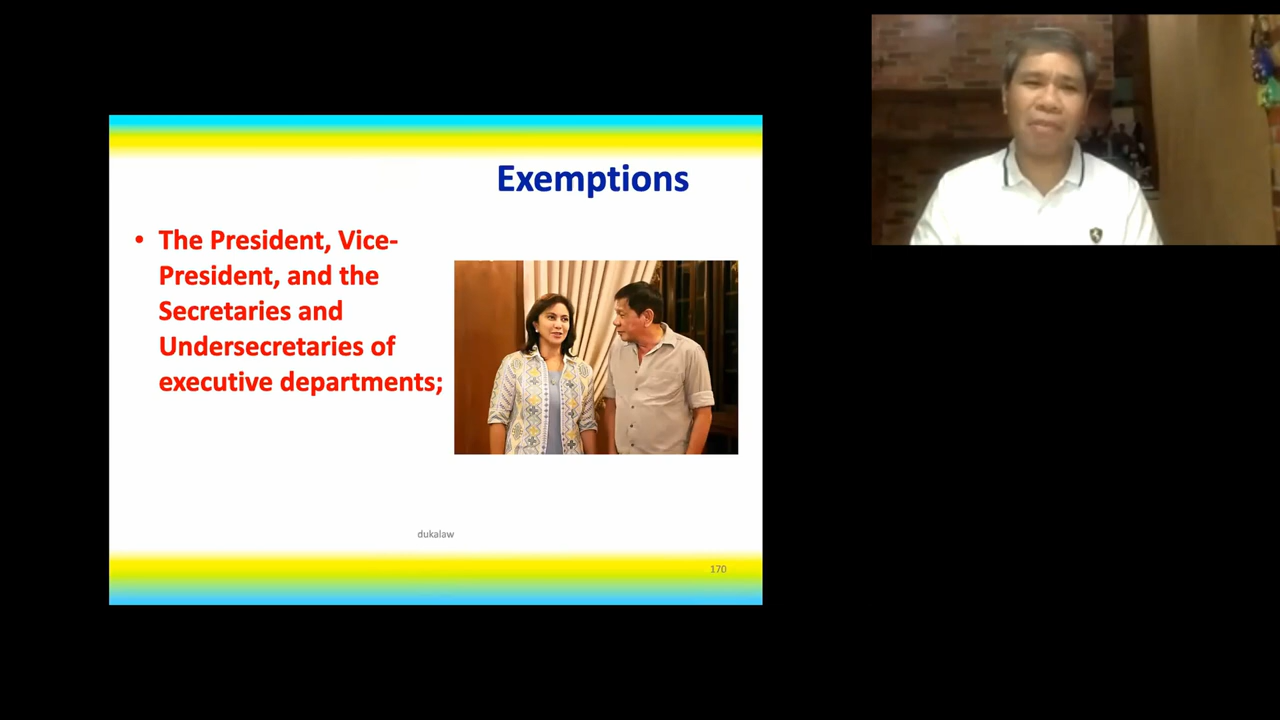 Exemptions
• The President, Vice-
President, and the
Secretaries and
Undersecretaries of
executive departments;
dukalaw
170